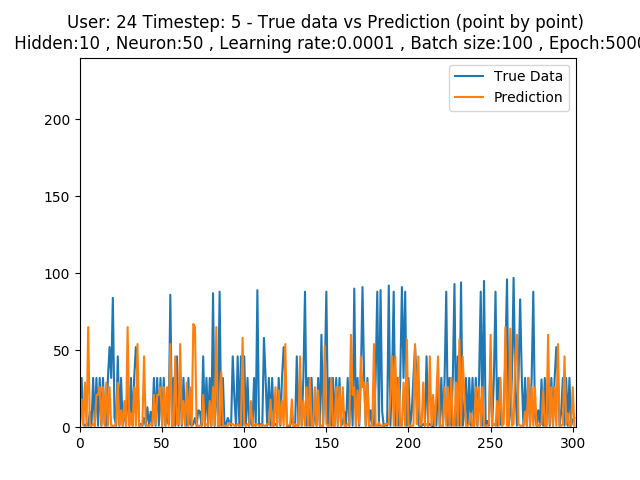 User: 24 Timestep: 5 - True data vs Prediction (point by point)
Hidden:10 , Neuron:50 , Learning rate:0.0001 , Batch size:100 , Epoch:5000
True Data
Prediction
200
150
100
50
0
0 50 100 150 200 250 300